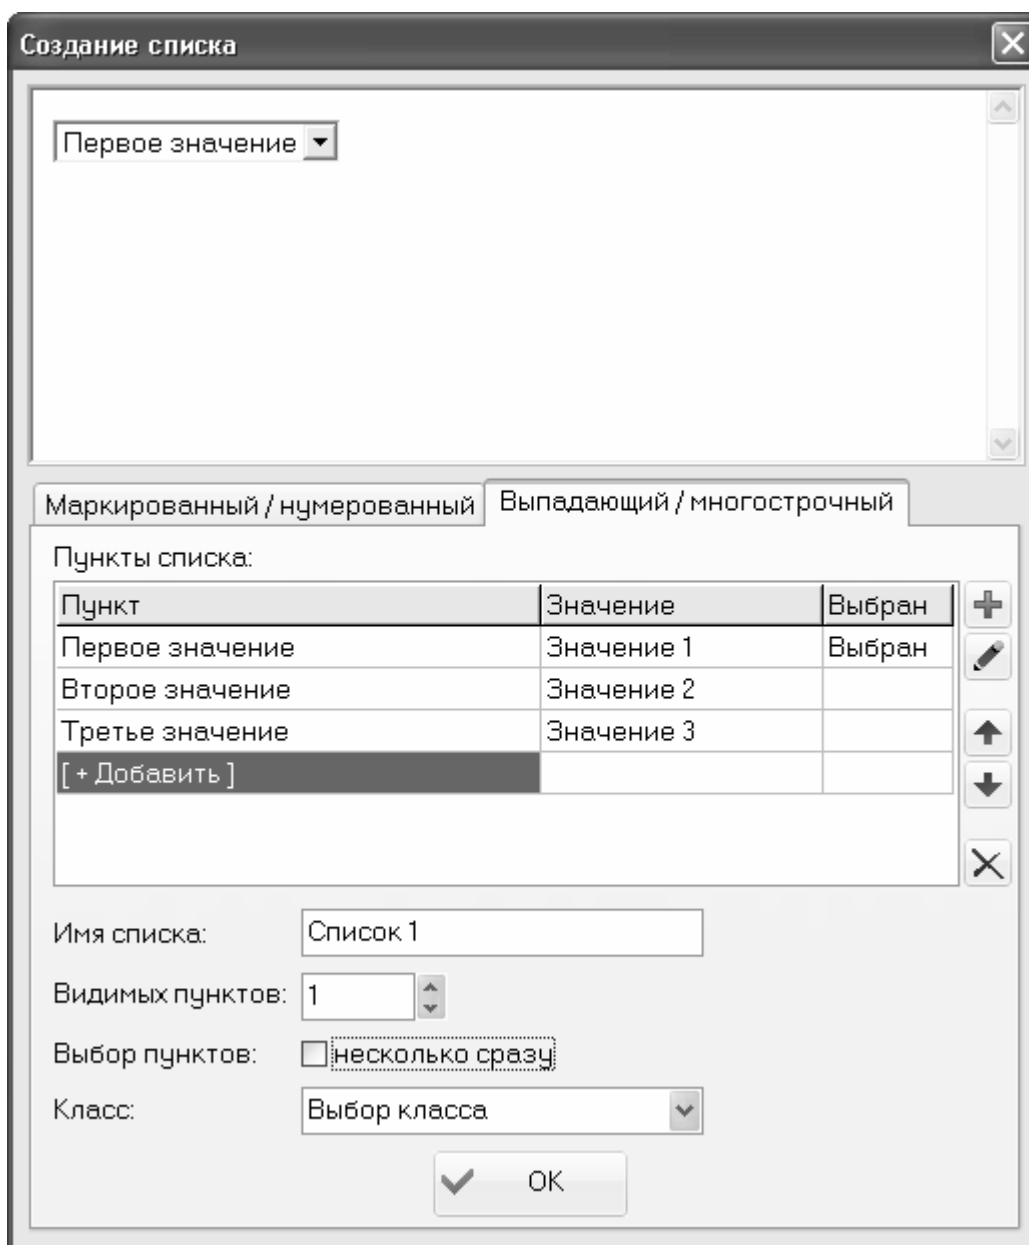 Создание списка
Первое значение
Маркированный / нумерованный Выпадающий / многострочный
Пункты списка:
Пункт Значение Выбран
Первое значение Значение 1 Выбран
Второе значение Значение 2
Третье значение Значение 3
[ + Добавить ]
Имя списка: Список 1
Видимых пунктов: 1
Выбор пунктов: несколько сразу
Класс: Выбор класса
OK